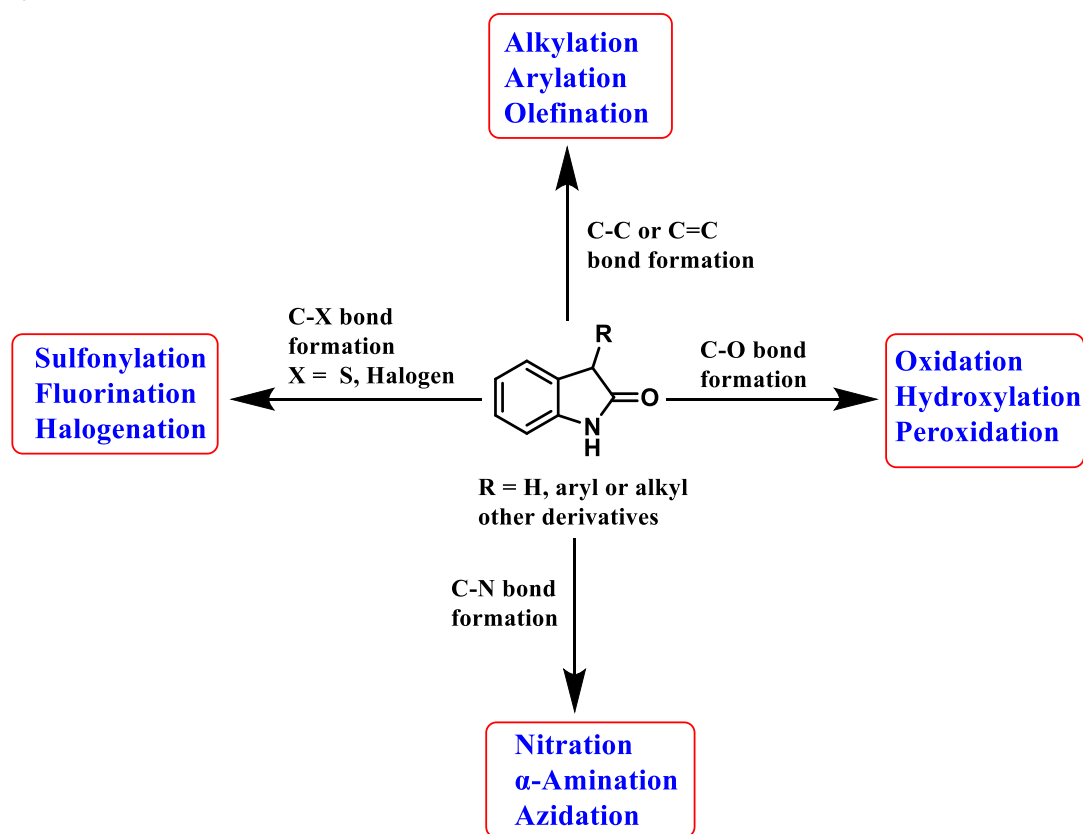 Alkylation
Arylation
Olefination
C-C or C=C
bond formation
C-X bond
formation
X = S, Halogen
Sulfonylation
Fluorination
Halogenation
R
O
N
H
C-O bond
formation
Oxidation
Hydroxylation
Peroxidation
R = H, aryl or alkyl
other derivatives
C-N bond
formation
Nitration
α-Amination
Azidation